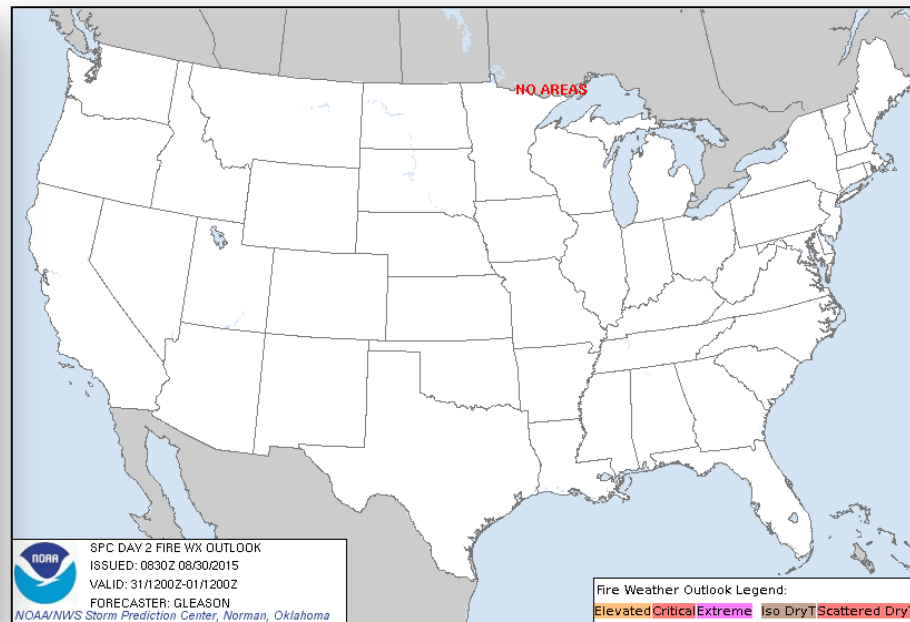 NO AREAS
NOAA
SPC DAY 2 FIRE WX OUTLOOK
ISSUED: 0830Z 08/30/2015
VALID: 31/1200Z-01/1200Z
FORECASTER: GLEASON
NOAA/NWS Storm Prediction Center, Norman, Oklahoma
Fire Weather Outlook Legend:
Elevated Critical Extreme Iso DryT Scattered DryT